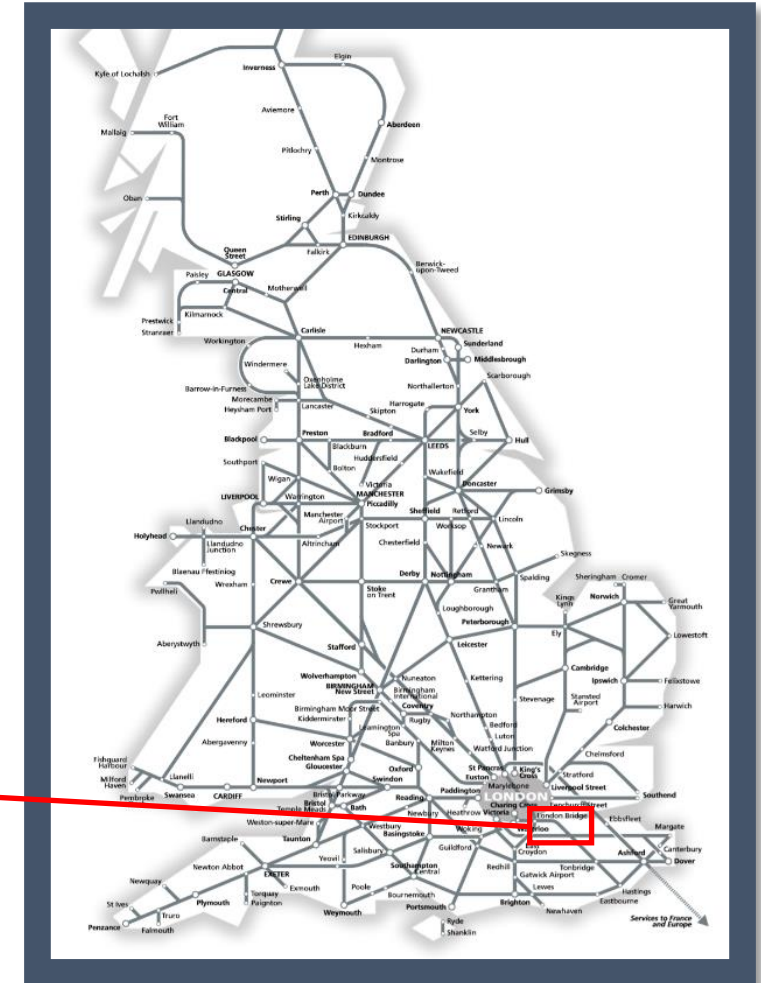 Elgin
Inverness
Kyle of Lochalsh
Aviemore
Fort
William
Mallaig
Aberdeen
Pitlochry
Montrose
Oban
Perth
Dundee
Stirling
Kirkcaldy
EDINBURGH
Queen
Street
Falkirk
Berwick-
upon-Tweed
Paisley
GLASGOW
Central
Motherwell
Kilmarnock
Prestwick
Stranraer
Carlisle
NEWCASTLE
Workington
Hexham
Durham
Sunderland
Darlington
Middlesbrough
Windermere
Scarborough
Oxenholme
Lake District
Northallerton
Barrow-in-Furness
Morecambe
Heysham Port
Lancaster
Harrogate
Skipton
York
Blackpool
Preston
Bradford
Selby
Blackburn
LEEDS
Hull
Huddersfield
Southport
Bolton
Wakefield
Wigan
Victoria
Doncaster
LIVERPOOL
Warrington
MANCHESTER
Piccadilly
Grimsby
Manchester
Airport
Sheffield
Retford
Llandudno
Stockport
Worksop
Lincoln
Holyhead
Chester
Llandudno
Junction
Altrincham
Chesterfield
Newark
Skegness
Blaenau Ffestiniog
Derby
Nottingham
Spalding
Sheringham
Cromer
Pwllheli
Wrexham
Crewe
Stoke
on Trent
Grantham
Kings
Lynn
Norwich
Great
Yarmouth
Loughborough
Aberystwyth
Shrewsbury
Peterborough
Ely
Lowestoft
Stafford
Leicester
Wolverhampton
Nuneaton
Cambridge
BIRMINGHAM
New Street
Birmingham
International
Kettering
Ipswich
Felixstowe
Leominster
Birmingham Moor Street
Coventry
Stevenage
Stansted
Airport
Harwich
Kidderminster
Rugby
Northampton
Hereford
Leamington
Spa
Bedford
Colchester
Worcester
Banbury
Milton
Keynes
Luton
Abergavenny
Watford Junction
Chelmsford
Cheltenham Spa
Gloucester
Oxford
St Pancras
King's
Cross
Fishguard
Harbour
Euston
Stratford
Milford
Haven
Llanelli
Newport
Swindon
Marylebone
Paddington
Liverpool Street
Pembroke
Swansea
CARDIFF
Bristol Parkway
Reading
LONDON
Southend
Bristol
Temple Meads
Bath
Newbury
Heathrow
Victoria
Charing Cross
Fenchurch Street
Weston-super-Mare
Westbury
London Bridge
Ebbsfleet
Basingstoke
Woking
Waterloo
Margate
Barnstaple
Taunton
Salisbury
Guildford
East
Croydon
Canterbury
Yeovil
Ashford
Dover
Newton Abbot
EXETER
Southampton
Central
Redhill
Tonbridge
Gatwick Airport
Newquay
Exmouth
Poole
Lewes
Hastings
St Ives
Torquay
Paignton
Bournemouth
Eastbourne
Plymouth
Weymouth
Portsmouth
Brighton
Newhaven
Truro
Penzance
Falmouth
Ryde
Shanklin
Services to France
and Europe